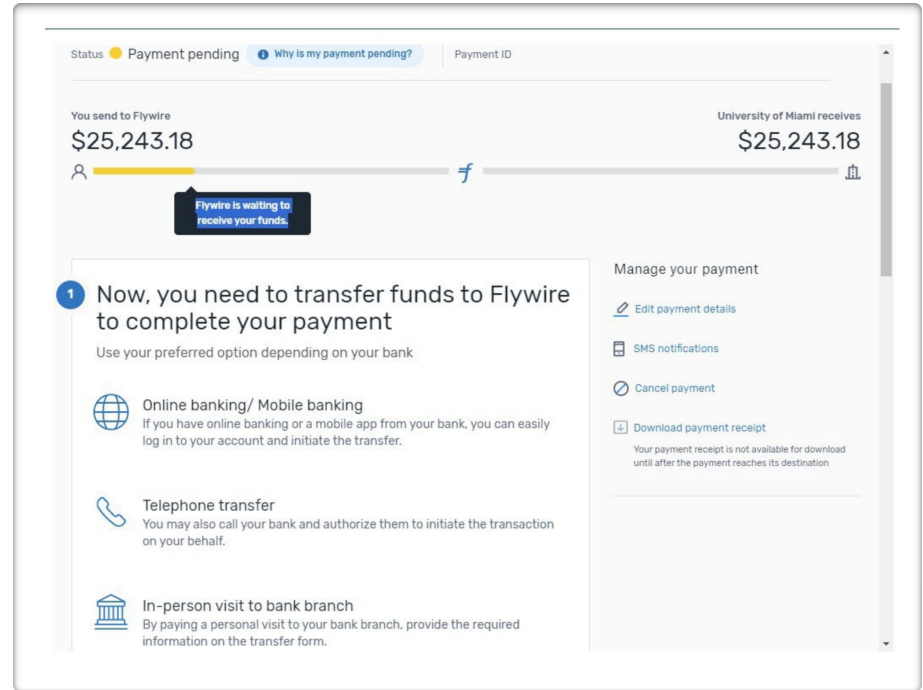 Status Payment pending Why is my payment pending? Payment ID
You send to Flywire University of Miami receives
$25,243.18 $25,243.18
Flywire is waiting to
receive your funds.
1 Now, you need to transfer funds to Flywire
to complete your payment
Use your preferred option depending on your bank
Online banking/ Mobile banking
If you have online banking or a mobile app from your bank, you can easily
log in to your account and initiate the transfer.
Telephone transfer
You may also call your bank and authorize them to initiate the transaction
on your behalf.
In-person visit to bank branch
By paying a personal visit to your bank branch, provide the required
information on the transfer form.
Manage your payment
Edit payment details
SMS notifications
Cancel payment
Download payment receipt
Your payment receipt is not available for download
until after the payment reaches its destination